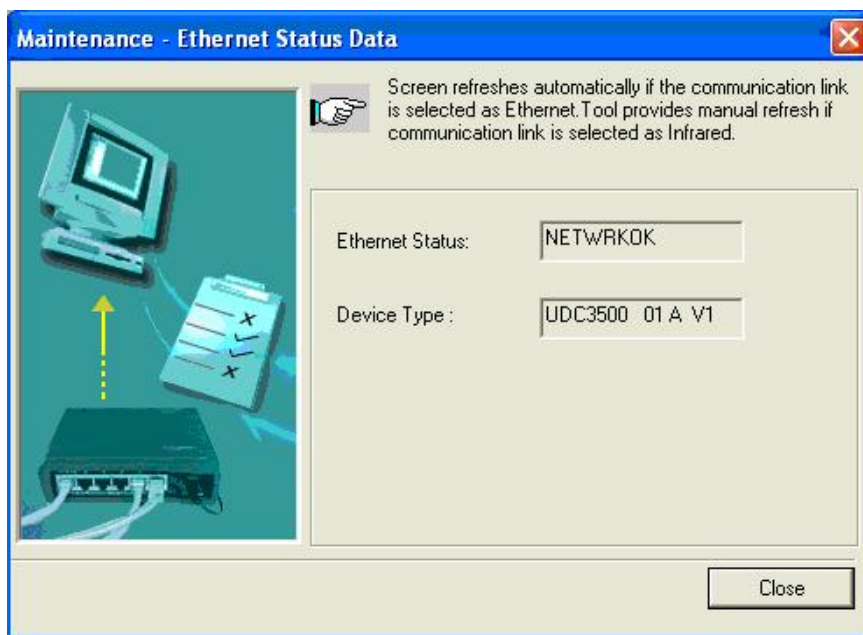 Maintenance - Ethernet Status Data
Screen refreshes automatically if the communication link
is selected as Ethernet.Tool provides manual refresh if
communication link is selected as Infrared.
Ethernet Status: NETWRKOK
Device Type : UDC3500 01 A V1
Close